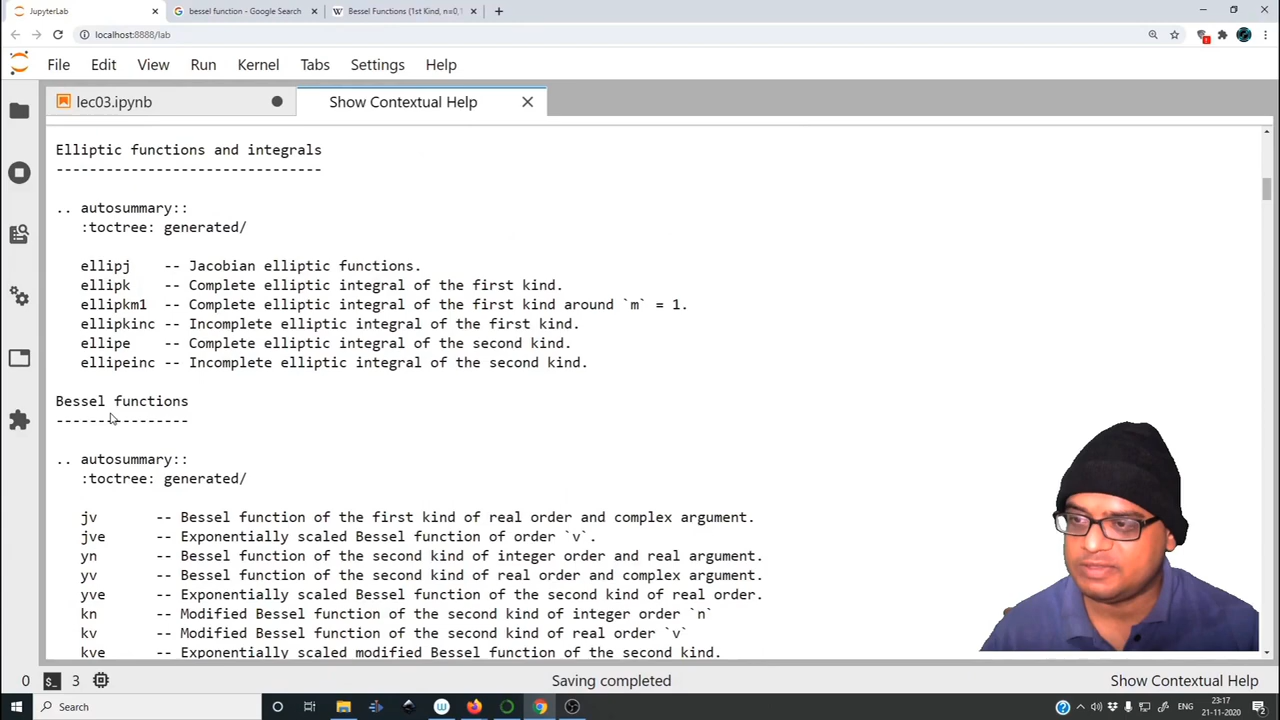 JupyterLab
bessel function - Google Search
Bessel Functions (1st Kind, n=0,1
localhost:8888/lab
File Edit View Run Kernel Tabs Settings Help
lec03.ipynb
Show Contextual Help
Elliptic functions and integrals
--------------------------------
.. autosummary::
:toctree: generated/
ellipj -- Jacobian elliptic functions.
ellipk -- Complete elliptic integral of the first kind.
ellipkm1 -- Complete elliptic integral of the first kind around `m` = 1.
ellipkinc -- Incomplete elliptic integral of the first kind.
ellipe -- Complete elliptic integral of the second kind.
ellipeinc -- Incomplete elliptic integral of the second kind.
Bessel functions
----------------
.. autosummary::
:toctree: generated/
jv -- Bessel function of the first kind of real order and complex argument.
jve -- Exponentially scaled Bessel function of order `v`.
yn -- Bessel function of the second kind of integer order and real argument.
yv -- Bessel function of the second kind of real order and complex argument.
yve -- Exponentially scaled Bessel function of the second kind of real order.
kn -- Modified Bessel function of the second kind of integer order `n`
kv -- Modified Bessel function of the second kind of real order `v`
kve -- Exponentially scaled modified Bessel function of the second kind.
0 3 Saving completed Show Contextual Help
Search
ENG
23:17
21-11-2020
2